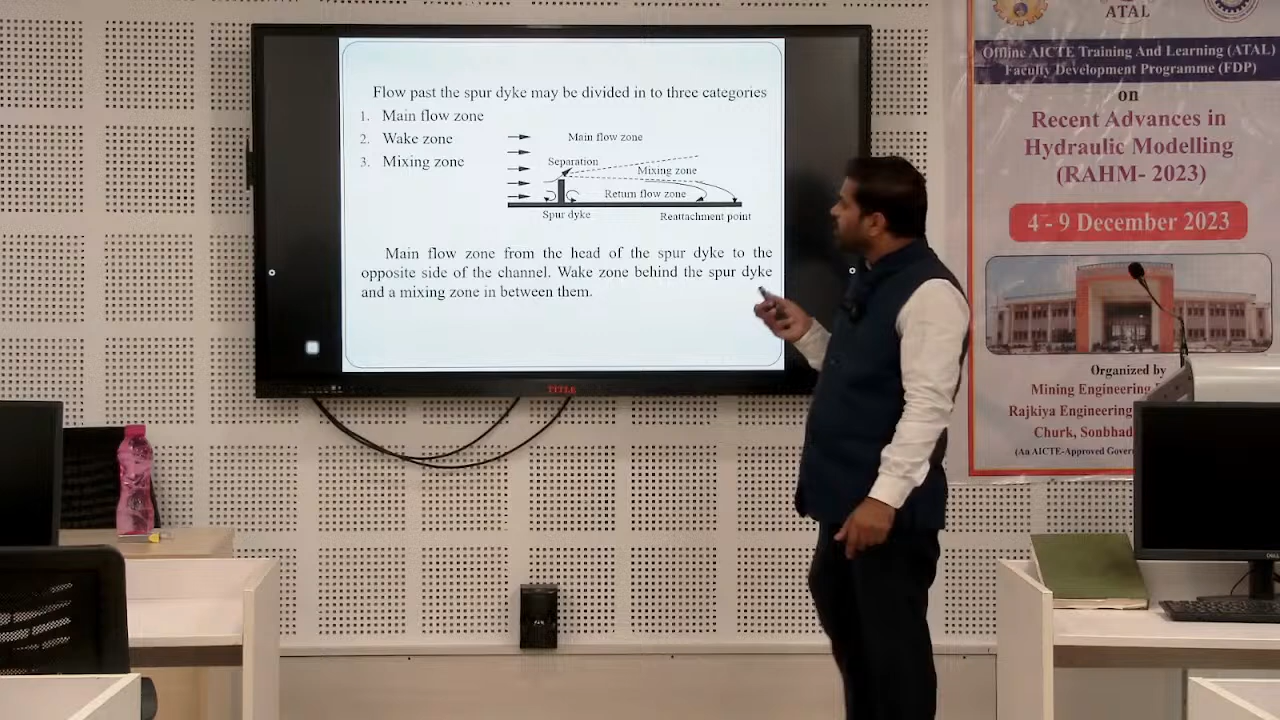 Flow past the spur dyke may be divided in to three categories
1. Main flow zone
2. Wake zone
3. Mixing zone
Main flow zone
Separation
Mixing zone
Return flow zone
Spur dyke
Reattachment point
Main flow zone from the head of the spur dyke to the
opposite side of the channel. Wake zone behind the spur dyke
and a mixing zone in between them.
TITLE
ATAL
Offline AICTE Training And Learning (ATAL)
Faculty Development Programme (FDP)
on
Recent Advances in
Hydraulic Modelling
(RAHM- 2023)
4 - 9 December 2023
Organized by
Mining Engineering
Rajkiya Engineering
Churk, Sonbhad
(An AICTE-Approved Gover
DELL